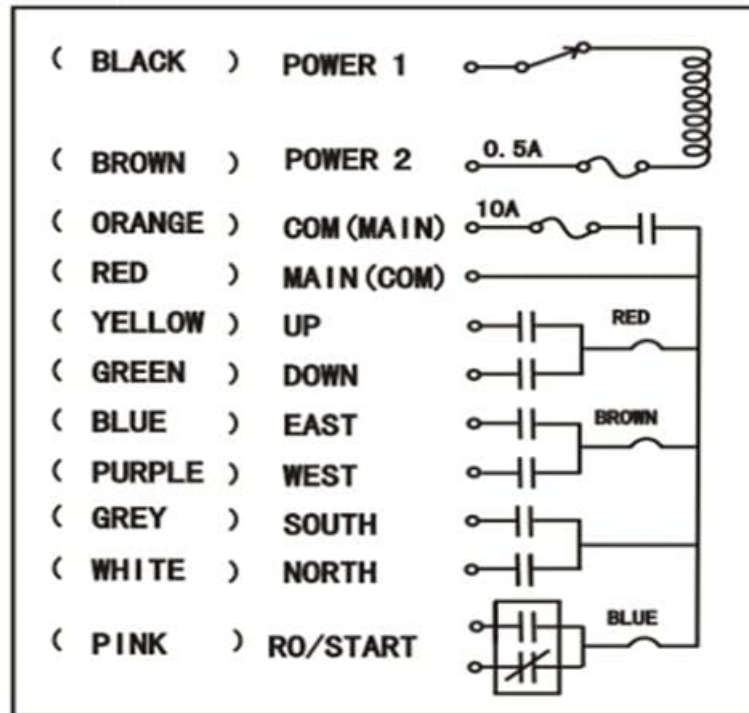 ( BLACK ) POWER 1
( BROWN ) POWER 2 0.5A
( ORANGE ) COM(MAIN) 10A
( RED ) MAIN(COM)
( YELLOW ) UP RED
( GREEN ) DOWN
( BLUE ) EAST BROWN
( PURPLE ) WEST
( GREY ) SOUTH
( WHITE ) NORTH
( PINK ) RO/START BLUE